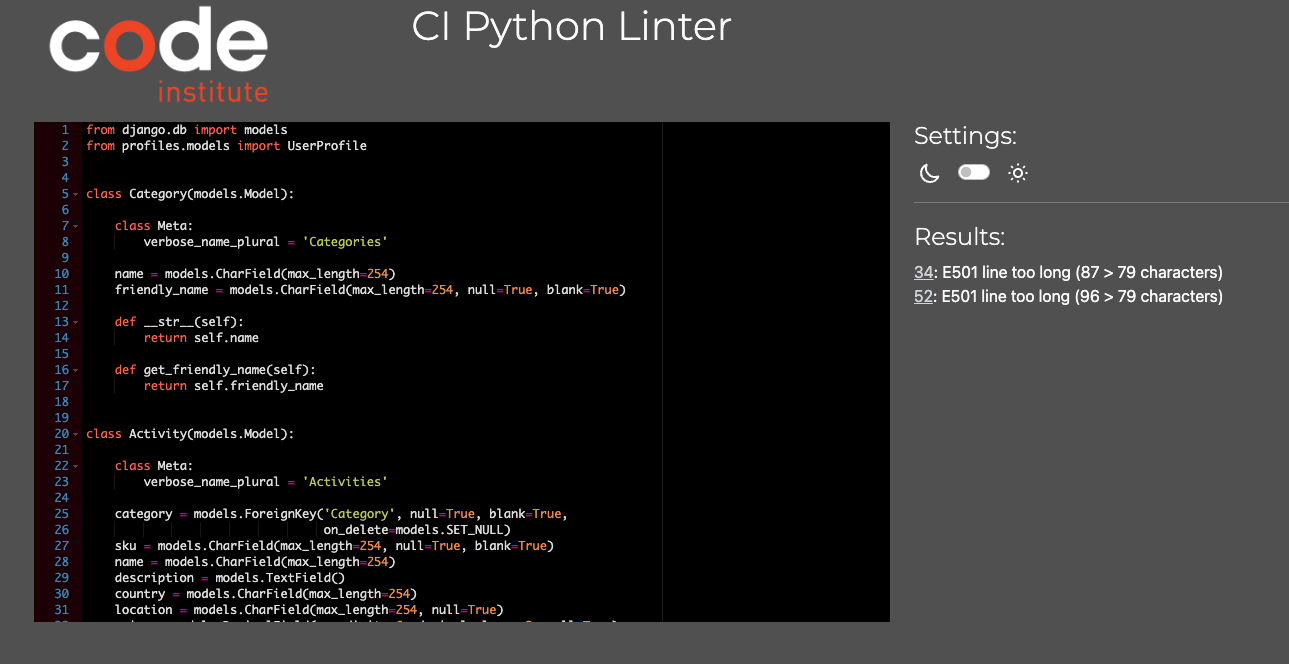 code
institute
CI Python Linter
1 from django.db import models
2 from profiles.models import UserProfile
3
4
5 class Category(models.Model):
6
7 class Meta:
8 verbose_name_plural = 'Categories'
9
10 name = models.CharField(max_length=254)
11 friendly_name = models.CharField(max_length=254, null=True, blank=True)
12
13 def __str__(self):
14 return self.name
15
16 def get_friendly_name(self):
17 return self.friendly_name
18
19
20 class Activity(models.Model):
21
22 class Meta:
23 verbose_name_plural = 'Activities'
24
25 category = models.ForeignKey('Category', null=True, blank=True,
26 on_delete=models.SET_NULL)
27 sku = models.CharField(max_length=254, null=True, blank=True)
28 name = models.CharField(max_length=254)
29 description = models.TextField()
30 country = models.CharField(max_length=254)
31 location = models.CharField(max_length=254, null=True)
Settings:
Results:
34: E501 line too long (87 > 79 characters)
52: E501 line too long (96 > 79 characters)